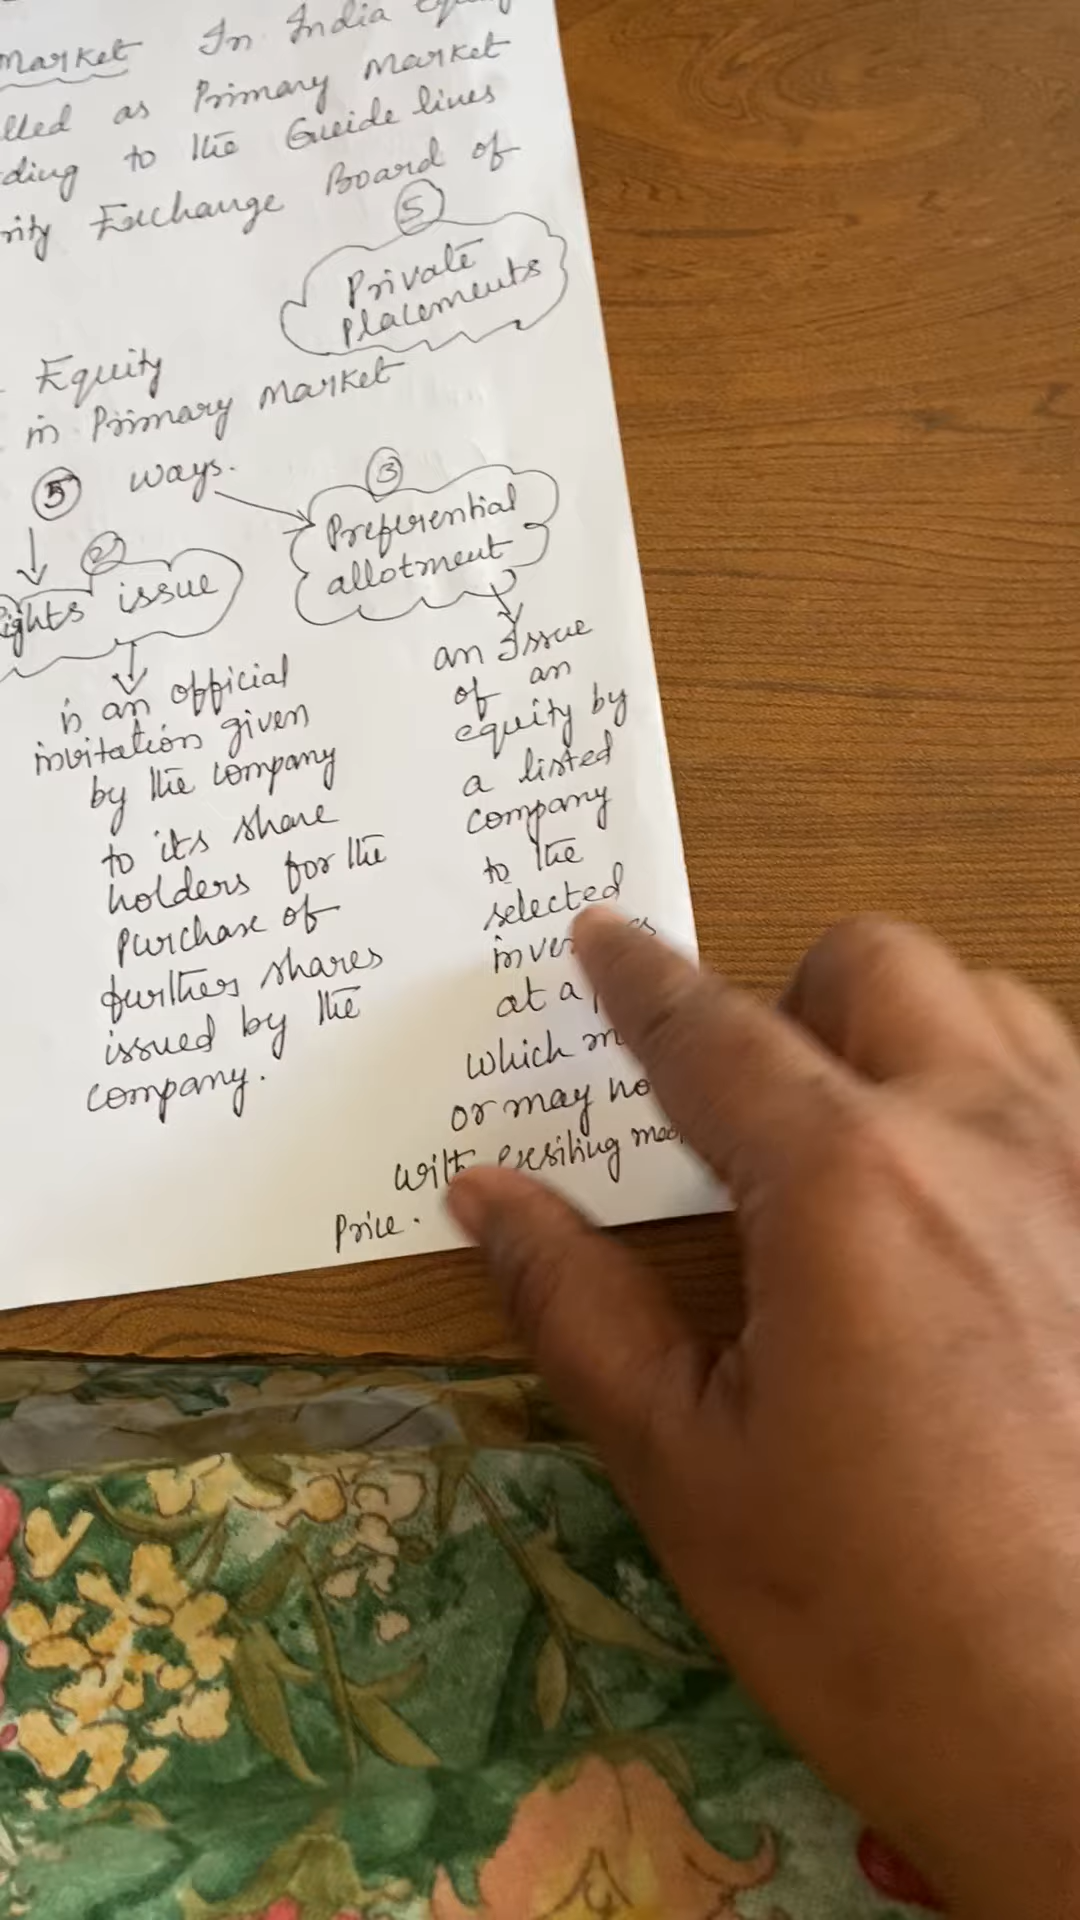 Market In India
lled as Primary Market
ding to the Gueide lines
rity Exchange Board of
5
Private
Placements
Equity
in Primary Market
5 ways.
3
Preferential
allotment
2
ights issue
is an official
invitation given
by the company
to its share
holders for the
purchase of
further shares
issued by the
company.
an Issue
of an
equity by
a listed
company
to the
selected
at a
which
or may
with
Price.